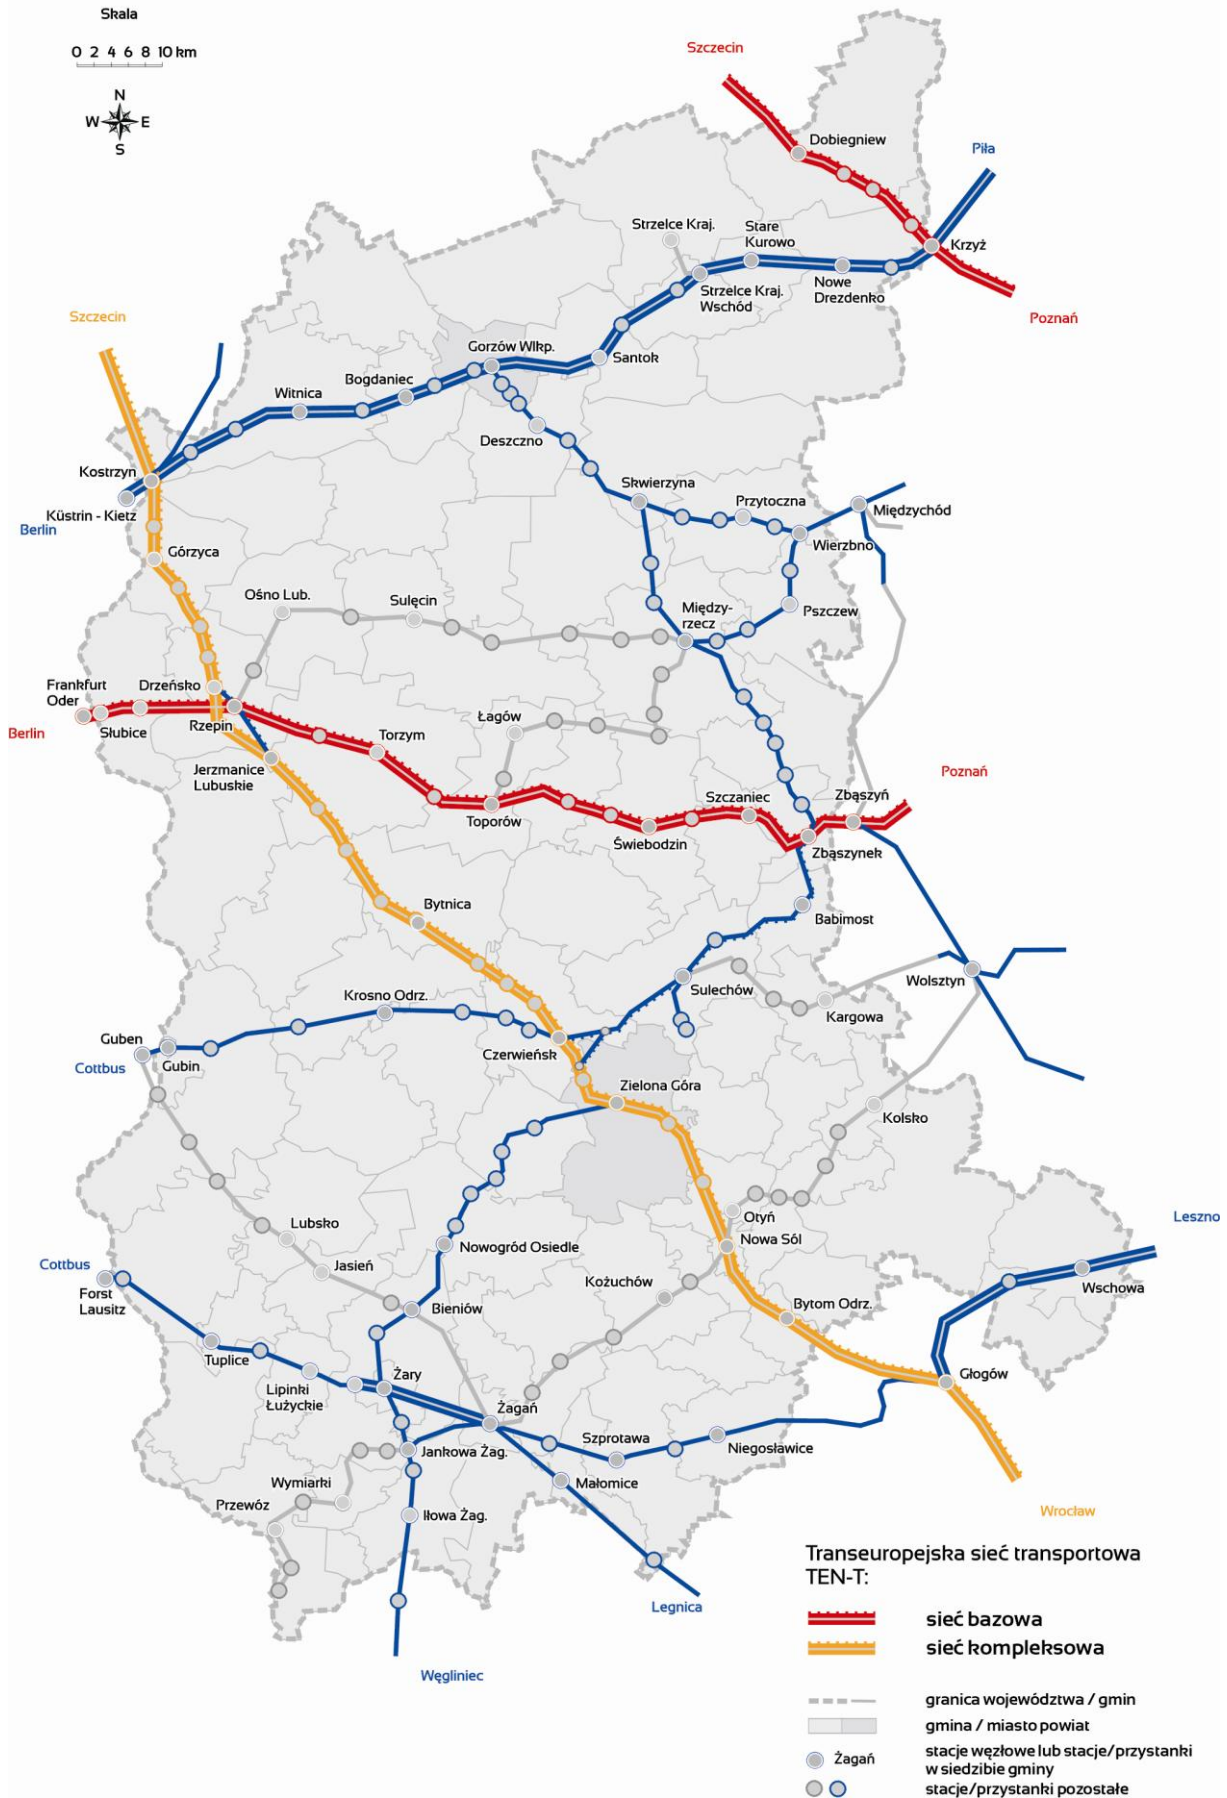 Skala
0 2 4 6 8 10 km
N
W E
S
Szczecin
Dobiegniew
Piła
Strzelce Kraj.
Stare
Kurowo
Krzyż
Strzelce Kraj.
Wschód
Nowe
Drezdenko
Szczecin
Poznań
Gorzów Wlkp.
Santok
Bogdaniec
Witnica
Deszczno
Kostrzyn
Skwierzyna
Przytoczna
Międzychód
Küstrin - Kietz
Berlin
Wierzbno
Górzyca
Ośno Lub.
Sulęcin
Między-
rzecz
Pszczew
Frankfurt
Oder
Drzeńsko
Łagów
Berlin
Słubice
Rzepin
Torzym
Jerzmanice
Lubuskie
Poznań
Szczaniec
Zbąszyń
Toporów
Świebodzin
Zbąszynek
Bytnica
Babimost
Krosno Odrz.
Sulechów
Wolsztyn
Kargowa
Guben
Gubin
Cottbus
Czerwieńsk
Zielona Góra
Kolsko
Lubsko
Otyń
Leszno
Nowogród Osiedle
Nowa Sól
Cottbus
Jasień
Kożuchów
Forst
Lausitz
Bieniów
Bytom Odrz.
Wschowa
Tuplice
Żary
Głogów
Lipinki
Łużyckie
Żagań
Szprotawa
Niegosławice
Jankowa Żag.
Małomice
Wymiarki
Przewóz
Iłowa Żag.
Wrocław
Legnica
Węgliniec
Transeuropejska sieć transportowa
TEN-T:
sieć bazowa
sieć kompleksowa
granica województwa / gmin
gmina / miasto powiat
Żagań
stacje węzłowe lub stacje/przystanki
w siedzibie gminy
stacje/przystanki pozostałe